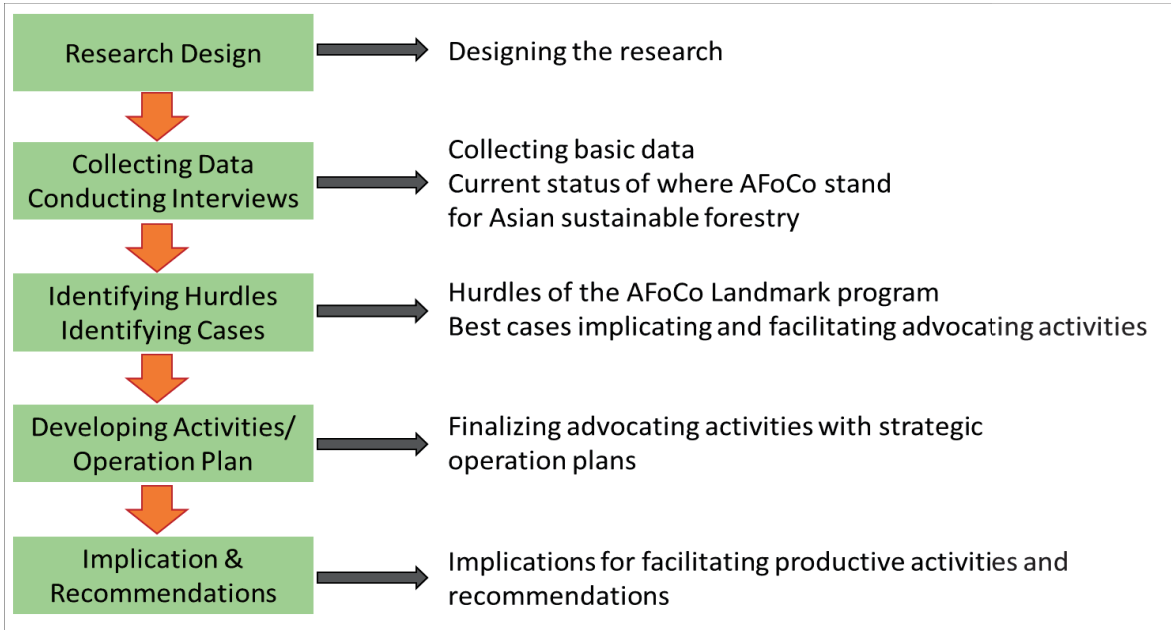 Research Design
Designing the research
Collecting Data
Conducting Interviews
Collecting basic data
Current status of where AFoCo stand
for Asian sustainable forestry
Identifying Hurdles
Identifying Cases
Hurdles of the AFoCo Landmark program
Best cases implicating and facilitating advocating activities
Developing Activities/
Operation Plan
Finalizing advocating activities with strategic
operation plans
Implication &
Recommendations
Implications for facilitating productive activities and
recommendations